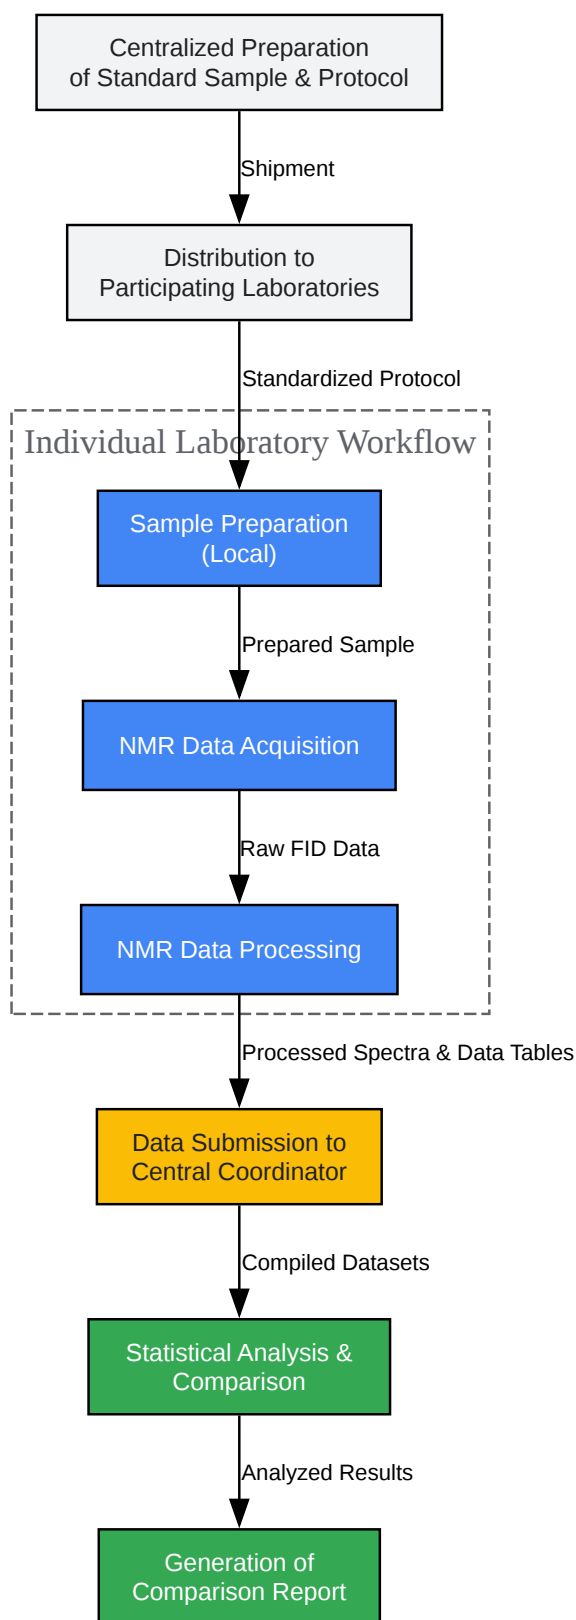 Centralized Preparation
of Standard Sample & Protocol
Shipment
Distribution to
Participating Laboratories
Standardized Protocol
Individual Laboratory Workflow
Sample Preparation
(Local)
Prepared Sample
NMR Data Acquisition
Raw FID Data
NMR Data Processing
Processed Spectra & Data Tables
Data Submission to
Central Coordinator
Compiled Datasets
Statistical Analysis &
Comparison
Analyzed Results
Generation of
Comparison Report